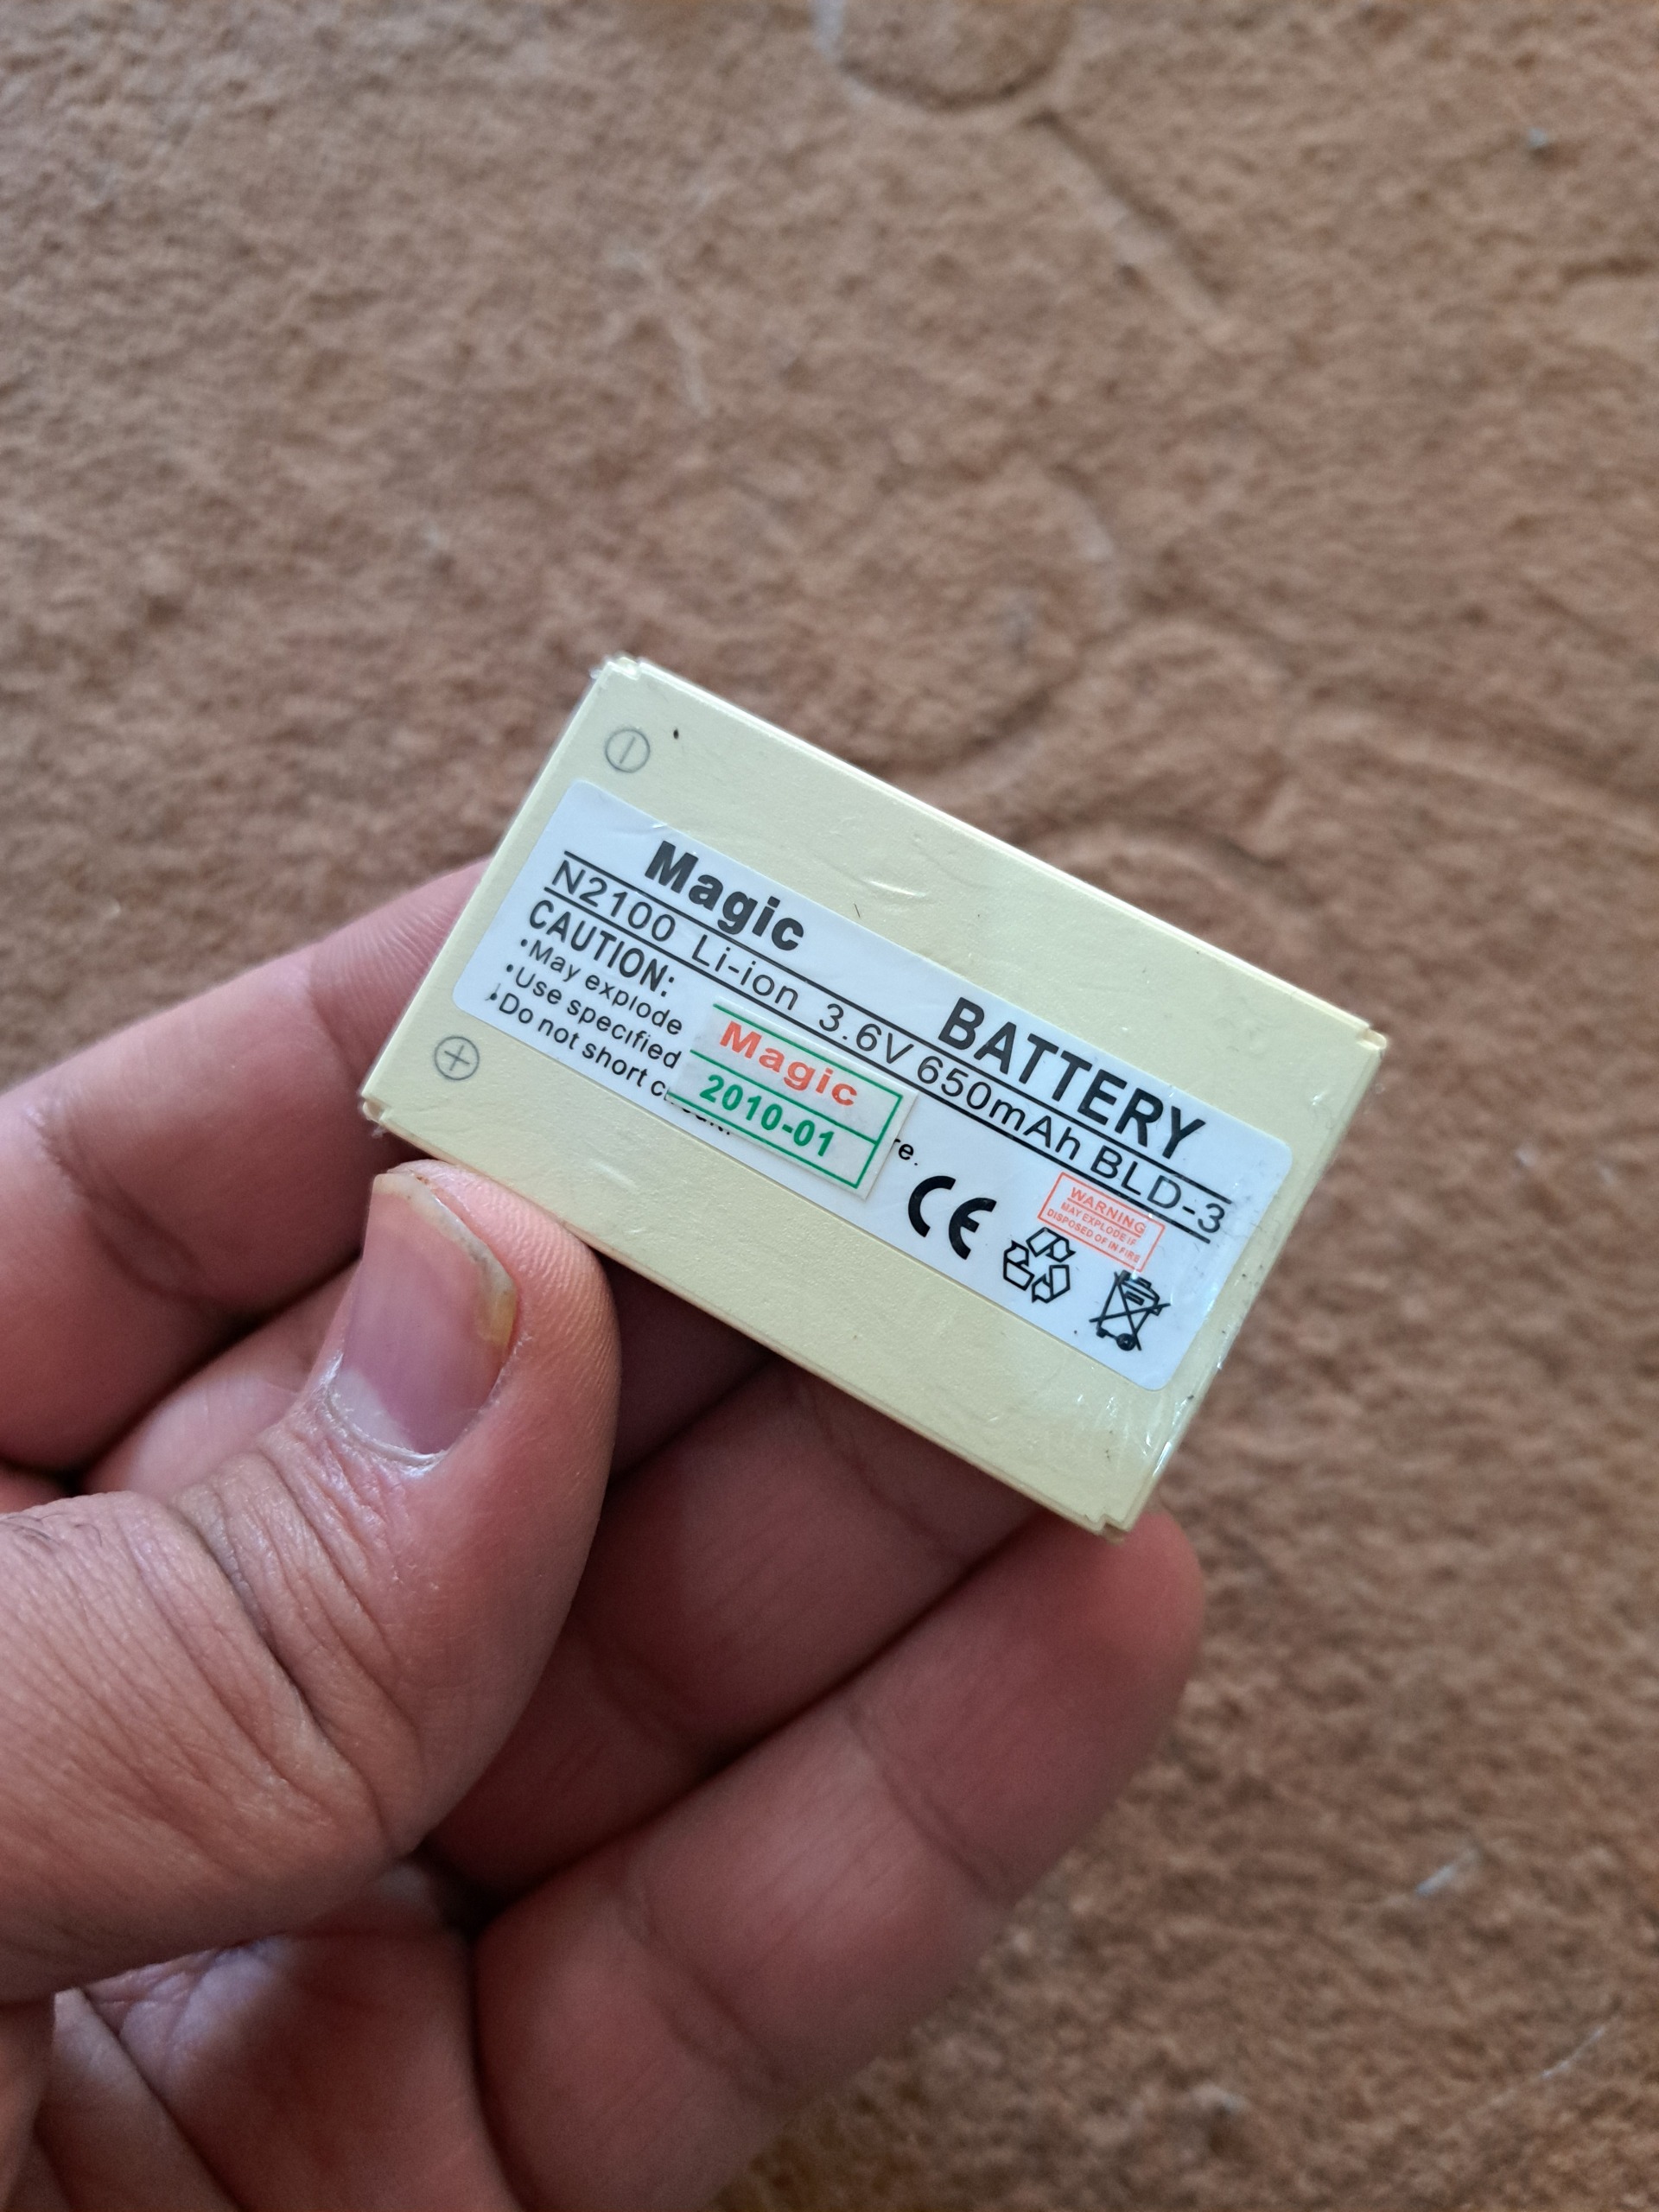 Magic
BATTERY
N2100 Li-ion 3.6V 650mAh BLD-3
CAUTION:
•May explode
•Use specified
•Do not short
re.
Magic
2010-01
CE
WARNING
MAY EXPLODE IF
DISPOSED OF IN FIRE